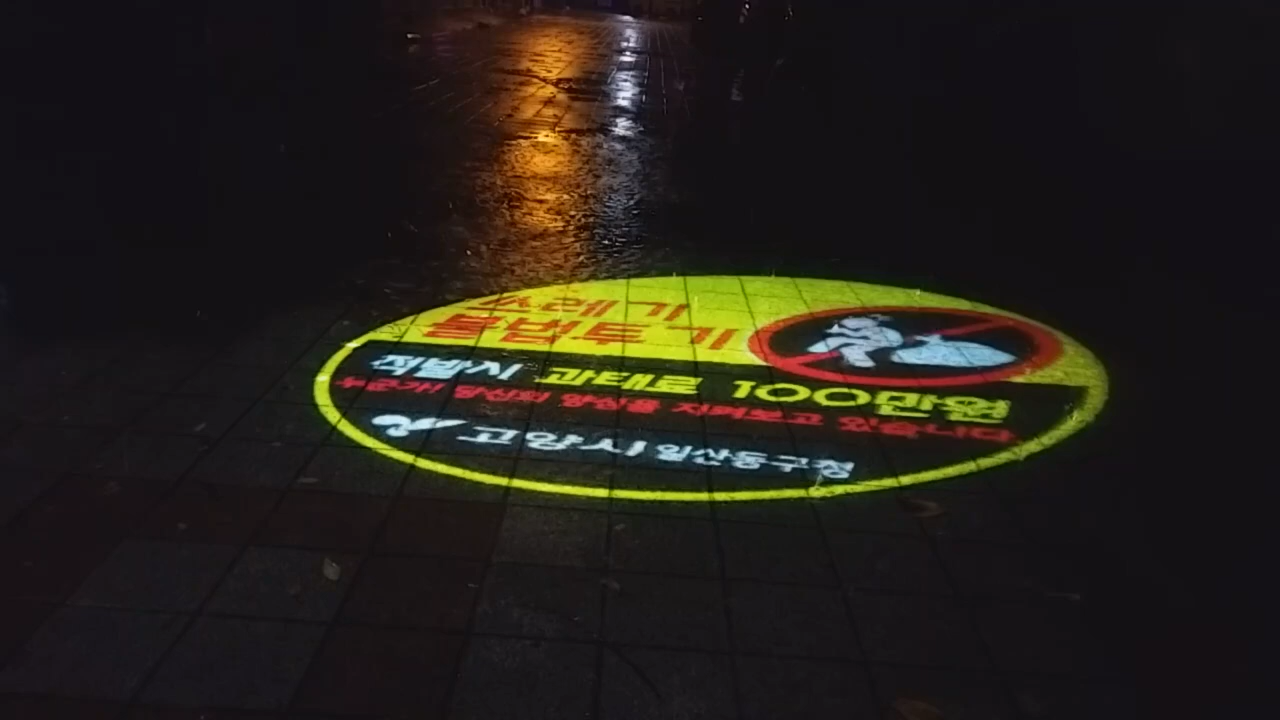 쓰레기
불법투기
적발시 과태료 100만원
누군가 당신의 양심을 지켜보고 있습니다
고양시 일산동구청